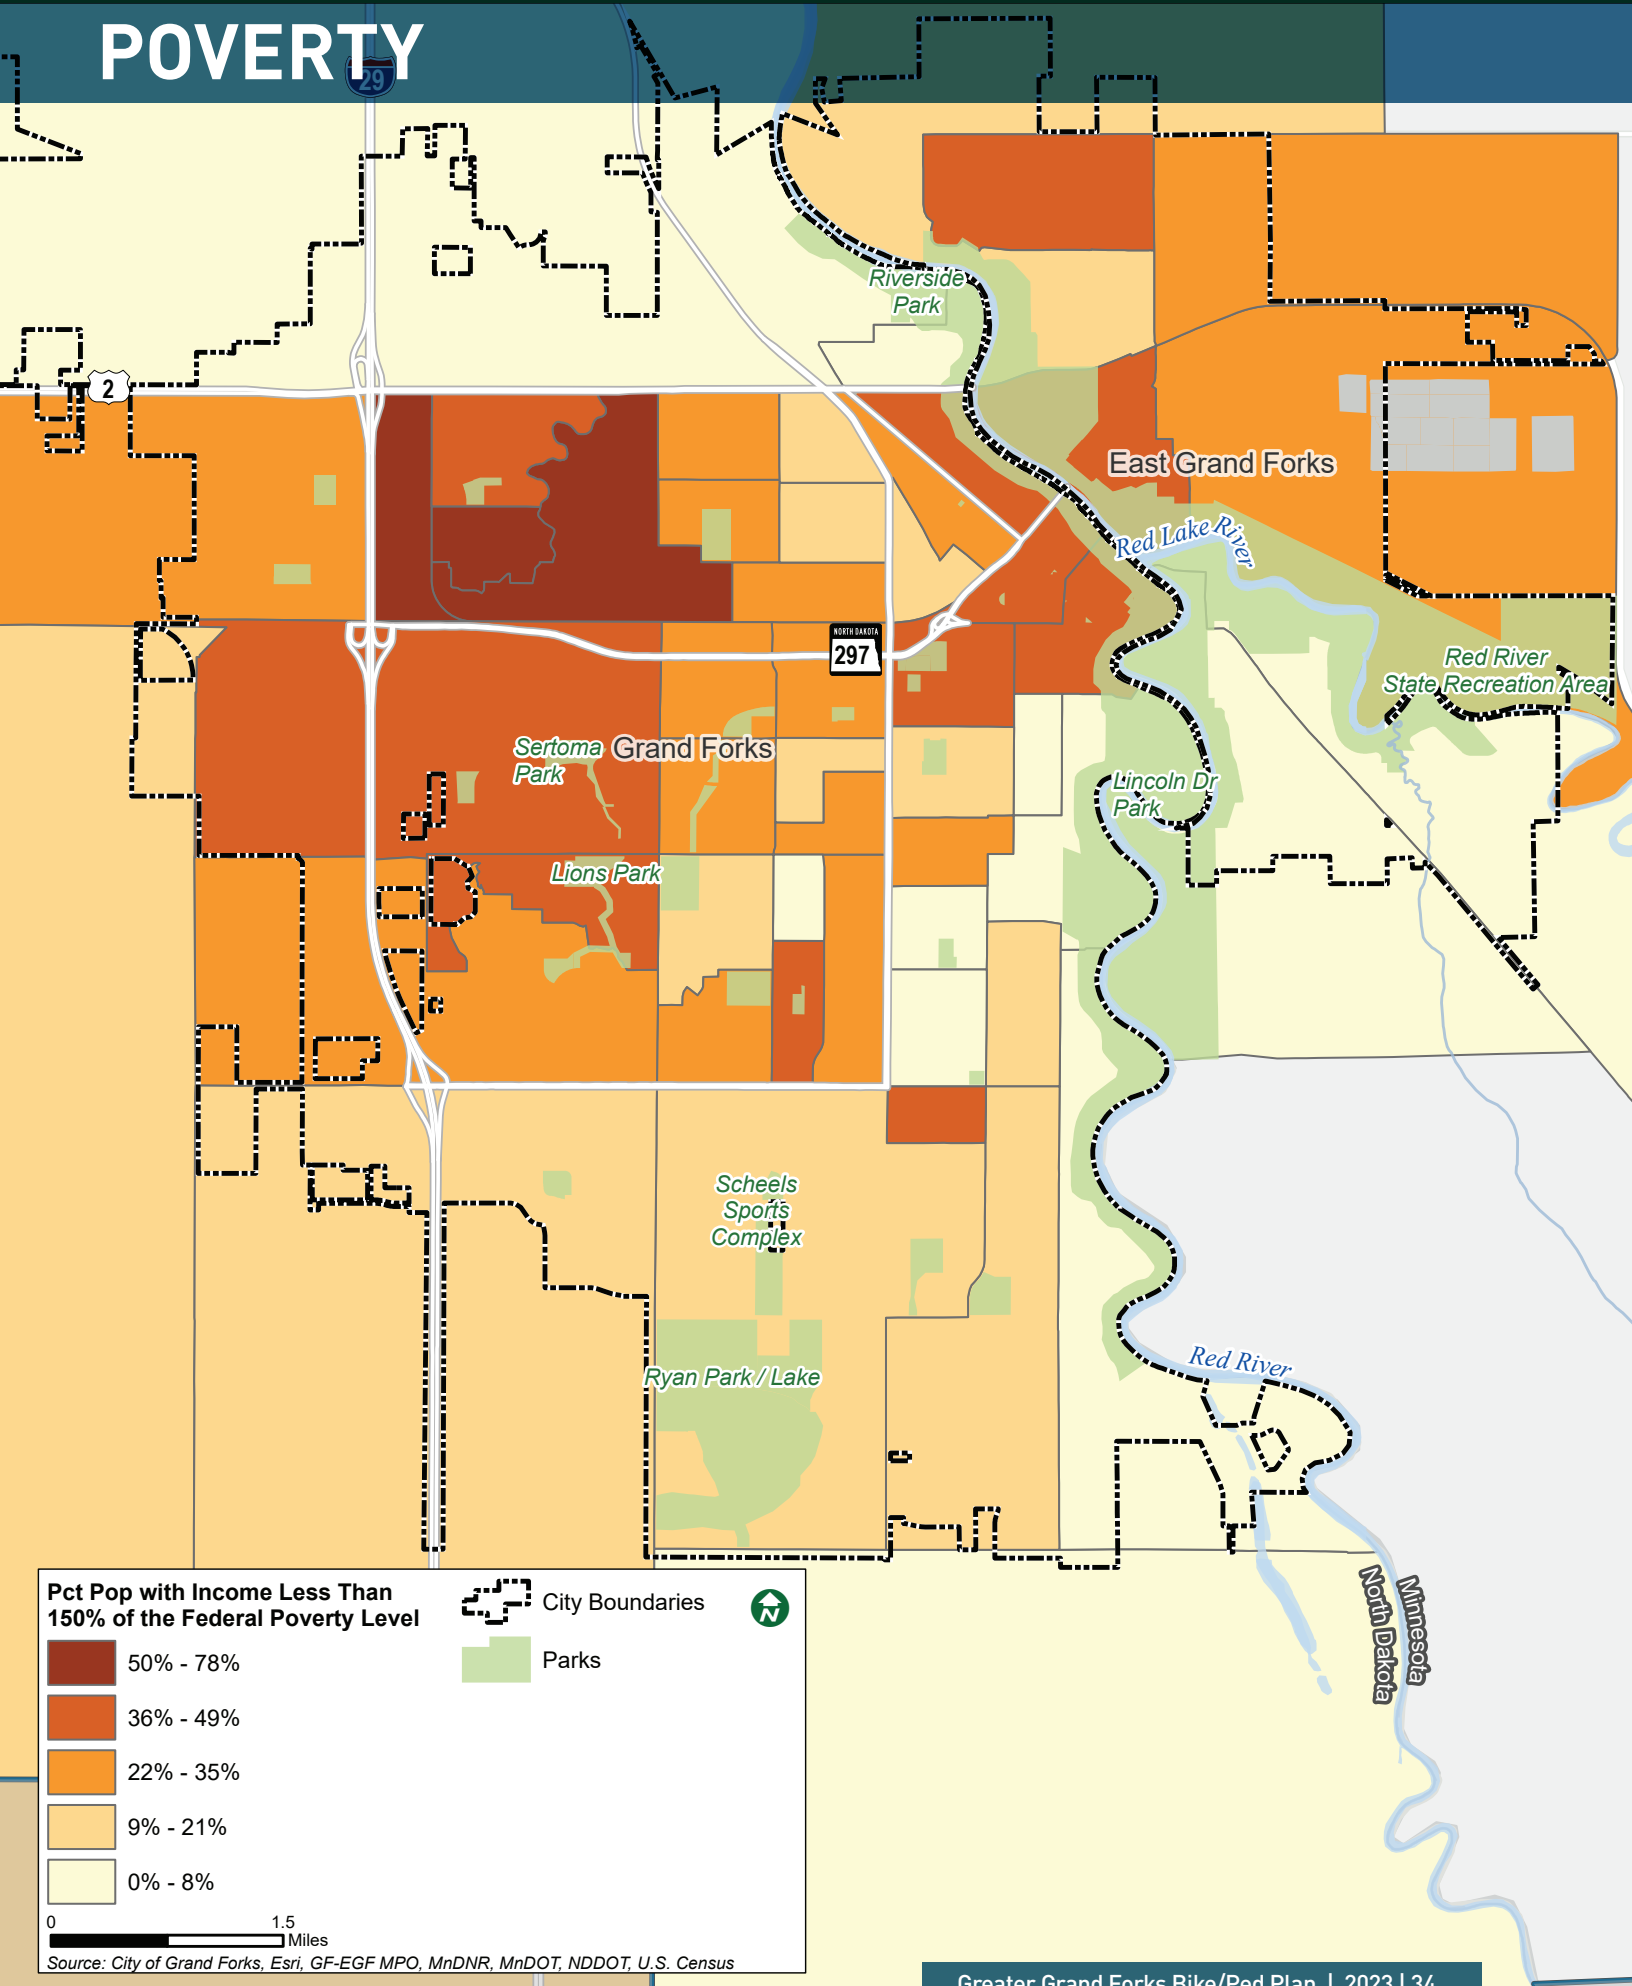 POVERTY
29
Riverside
Park
2
East Grand Forks
Red Lake River
NORTH DAKOTA
297
Red River
State Recreation Area
Sertoma
Park
Grand Forks
Lincoln Dr
Park
Lions Park
Scheels
Sports
Complex
Ryan Park / Lake
Red River
Minnesota
North Dakota
Pct Pop with Income Less Than
150% of the Federal Poverty Level
50% - 78%
36% - 49%
22% - 35%
9% - 21%
0% - 8%
City Boundaries
Parks
N
0 1.5
Miles
Source: City of Grand Forks, Esri, GF-EGF MPO, MnDNR, MnDOT, NDDOT, U.S. Census
Greater Grand Forks Bike/Ped Plan | 2023 | 34